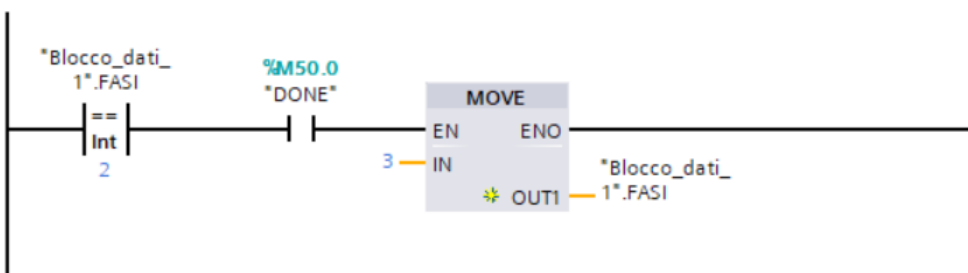 "Blocco_dati_
1".FASI
==
Int
2
%M50.0
"DONE"
MOVE
EN ENO
3 IN
OUT1
"Blocco_dati_
1".FASI